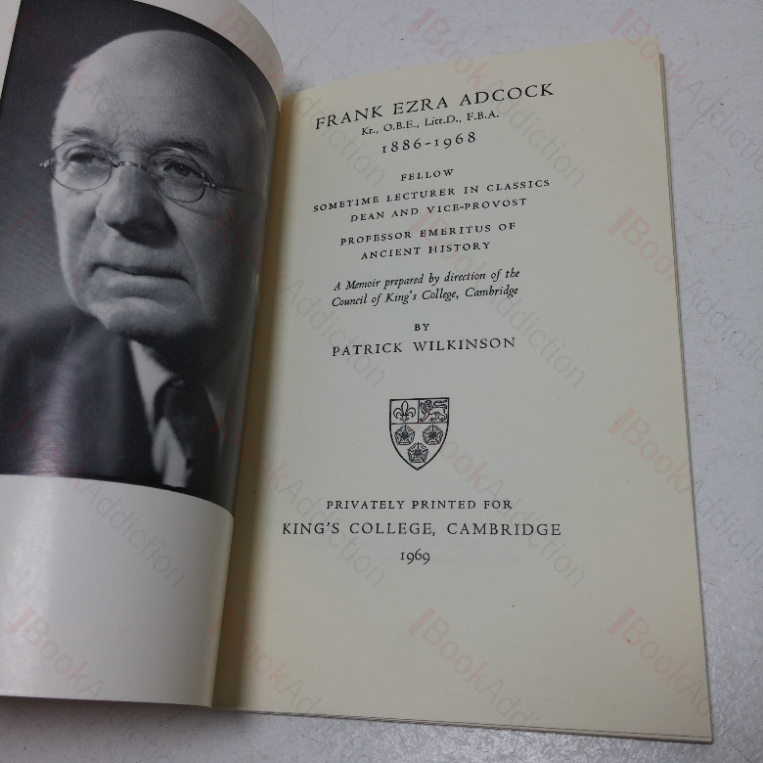 FRANK EZRA ADCOCK
Kt., O.B.E., Litt.D., F.B.A.
1886-1968
FELLOW
SOMETIME LECTURER IN CLASSICS
DEAN AND VICE-PROVOST
PROFESSOR EMERITUS OF
ANCIENT HISTORY
A Memoir prepared by direction of the
Council of King's College, Cambridge
BY
PATRICK WILKINSON
PRIVATELY PRINTED FOR
KING'S COLLEGE, CAMBRIDGE
1969
BookAddiction